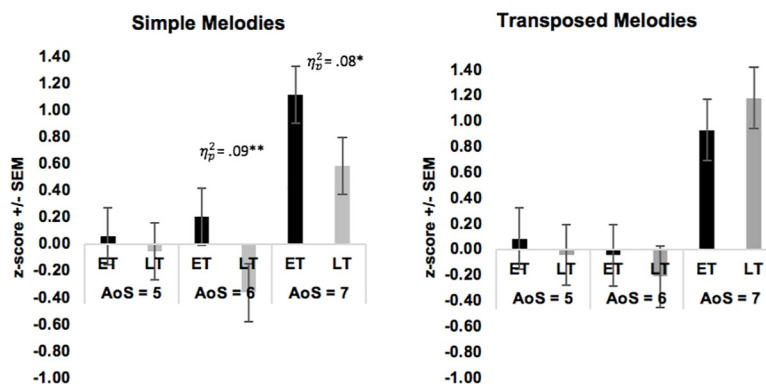 Simple Melodies
z-score +/- SEM
1.40
1.20
1.00
0.80
0.60
0.40
0.20
0.00
-0.20
-0.40
-0.60
-0.80
-1.00
η²ₚ = .09**
η²ₚ = .08*
ET LT ET LT ET LT
AoS = 5 AoS = 6 AoS = 7
Transposed Melodies
z-score +/- SEM
1.40
1.20
1.00
0.80
0.60
0.40
0.20
0.00
-0.20
-0.40
-0.60
-0.80
-1.00
ET LT ET LT ET LT
AoS = 5 AoS = 6 AoS = 7